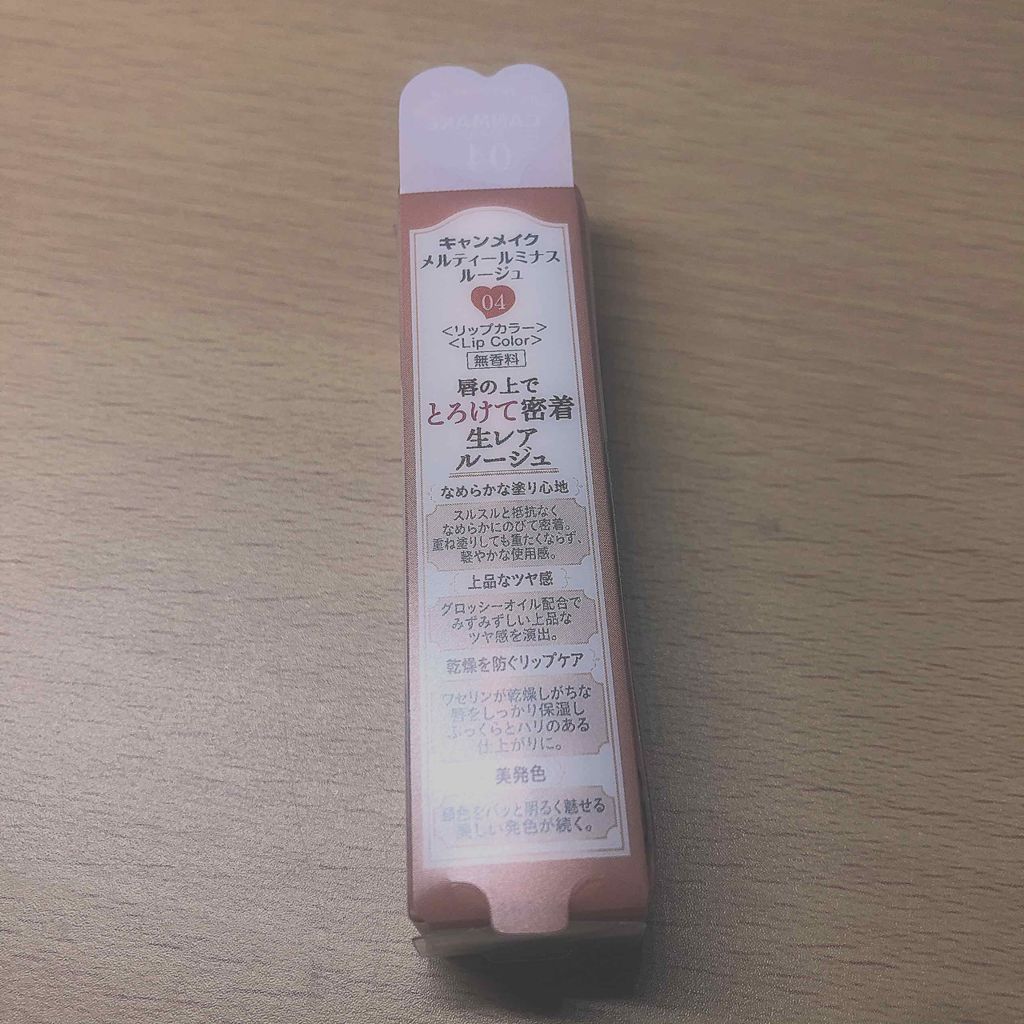 キャンメイク
メルティールミナス
ルージュ
04
<リップカラー>
<Lip Color>
無香料
唇の上で
とろけて密着
生レア
ルージュ
なめらかな塗り心地
スルスルと抵抗なく
なめらかにのびて密着。
重ね塗りしても重たくならず、
軽やかな使用感。
上品なツヤ感
グロッシーオイル配合で
みずみずしい上品な
ツヤ感を演出。
乾燥を防ぐリップケア
ワセリンが乾燥しがちな
唇をしっかり保湿し
ふっくらとハリのある
仕上がりに。
美発色
顔色をパッと明るく魅せる
美しい発色が続く。